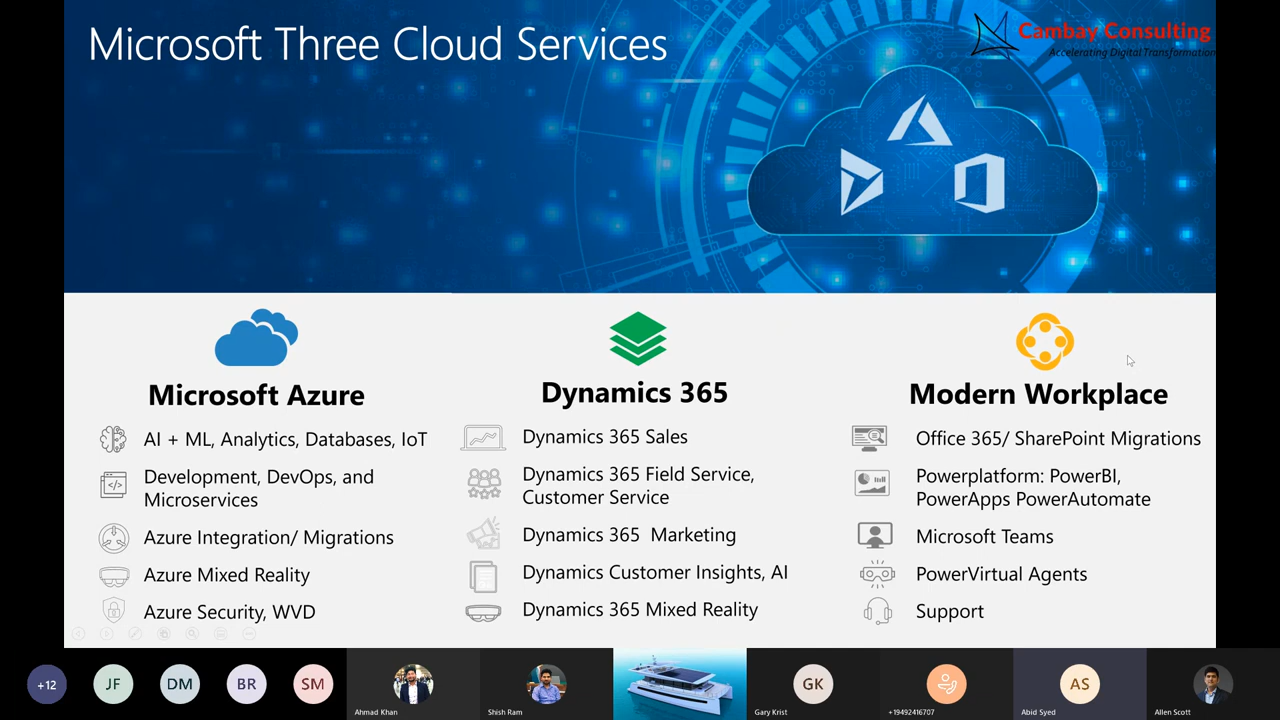 Microsoft Three Cloud Services
Cambay Consulting
Accelerating Digital Transformation
Microsoft Azure
AI + ML, Analytics, Databases, IoT
Development, DevOps, and
Microservices
Azure Integration/ Migrations
Azure Mixed Reality
Azure Security, WVD
Dynamics 365
Dynamics 365 Sales
Dynamics 365 Field Service,
Customer Service
Dynamics 365  Marketing
Dynamics Customer Insights, AI
Dynamics 365 Mixed Reality
Modern Workplace
Office 365/ SharePoint Migrations
Powerplatform: PowerBI,
PowerApps PowerAutomate
Microsoft Teams
PowerVirtual Agents
Support
+12
JF
DM
BR
SM
Ahmad Khan
Shish Ram
GK
Gary Krist
+19492416707
AS
Abid Syed
Allen Scott